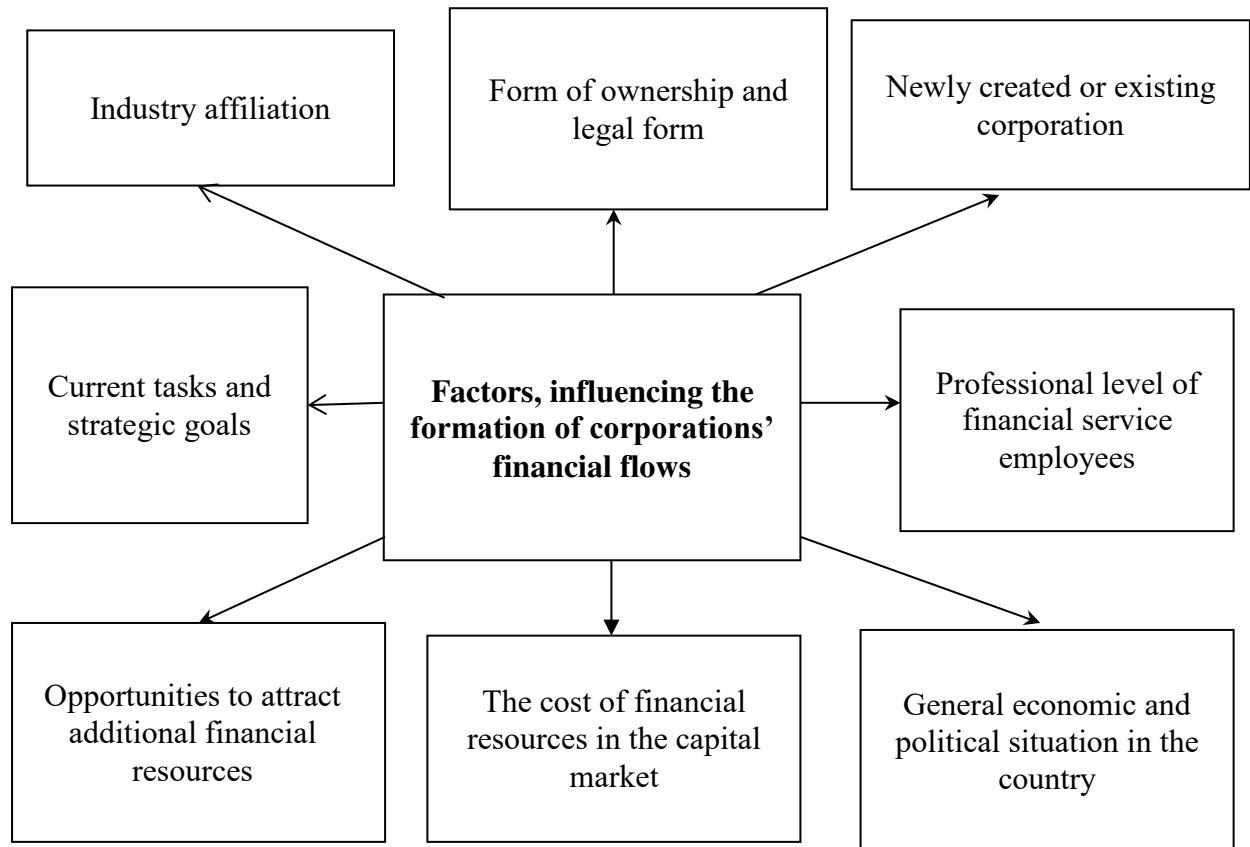 Industry affiliation
Form of ownership and
legal form
Newly created or existing
corporation
Current tasks and
strategic goals
Factors, influencing the
formation of corporations’
financial flows
Professional level of
financial service
employees
Opportunities to attract
additional financial
resources
The cost of financial
resources in the capital
market
General economic and
political situation in the
country